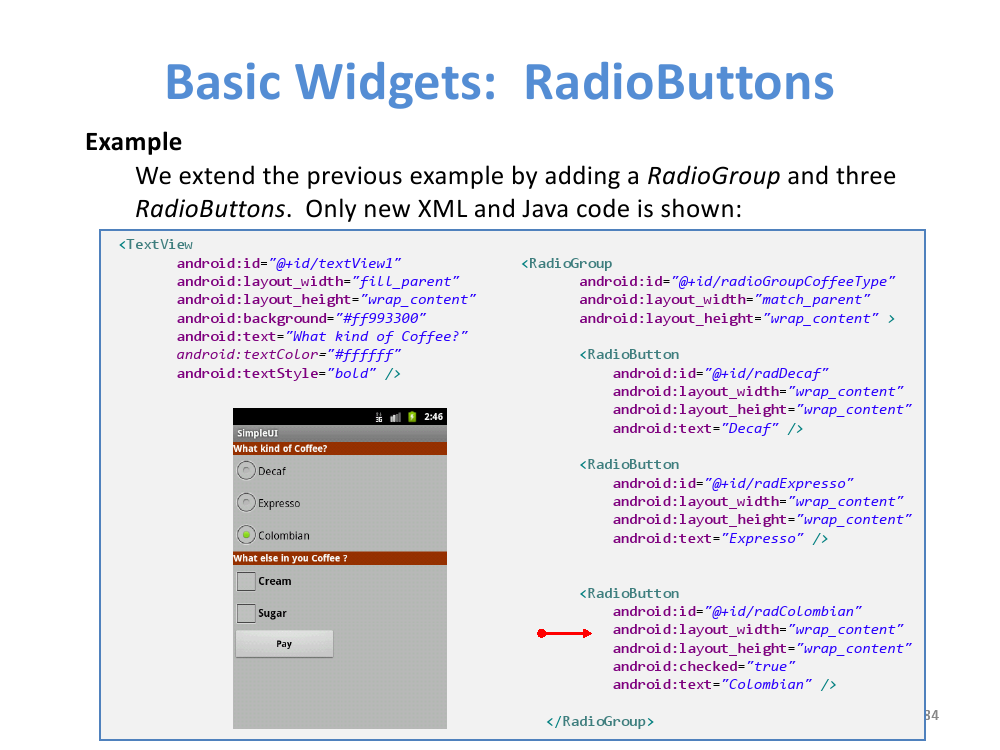 Basic Widgets:  RadioButtons
Example
We extend the previous example by adding a RadioGroup and three
RadioButtons.  Only new XML and Java code is shown:
<TextView
android:id=”@+id/textView1”
android:layout_width=”fill_parent”
android:layout_height=”wrap_content”
android:background=”#ff993300”
android:text=”What kind of Coffee?”
android:textColor=”#ffffff”
android:textStyle=”bold” />
3G 2:46
SimpleUI
What kind of Coffee?
Decaf
Expresso
Colombian
What else in you Coffee ?
Cream
Sugar
Pay
<RadioGroup
android:id=”@+id/radioGroupCoffeeType”
android:layout_width=”match_parent”
android:layout_height=”wrap_content” >
<RadioButton
android:id=”@+id/radDecaf”
android:layout_width=”wrap_content”
android:layout_height=”wrap_content”
android:text=”Decaf” />
<RadioButton
android:id=”@+id/radExpresso”
android:layout_width=”wrap_content”
android:layout_height=”wrap_content”
android:text=”Expresso” />
<RadioButton
android:id=”@+id/radColombian”
android:layout_width=”wrap_content”
android:layout_height=”wrap_content”
android:checked=”true”
android:text=”Colombian” />
</RadioGroup>
34